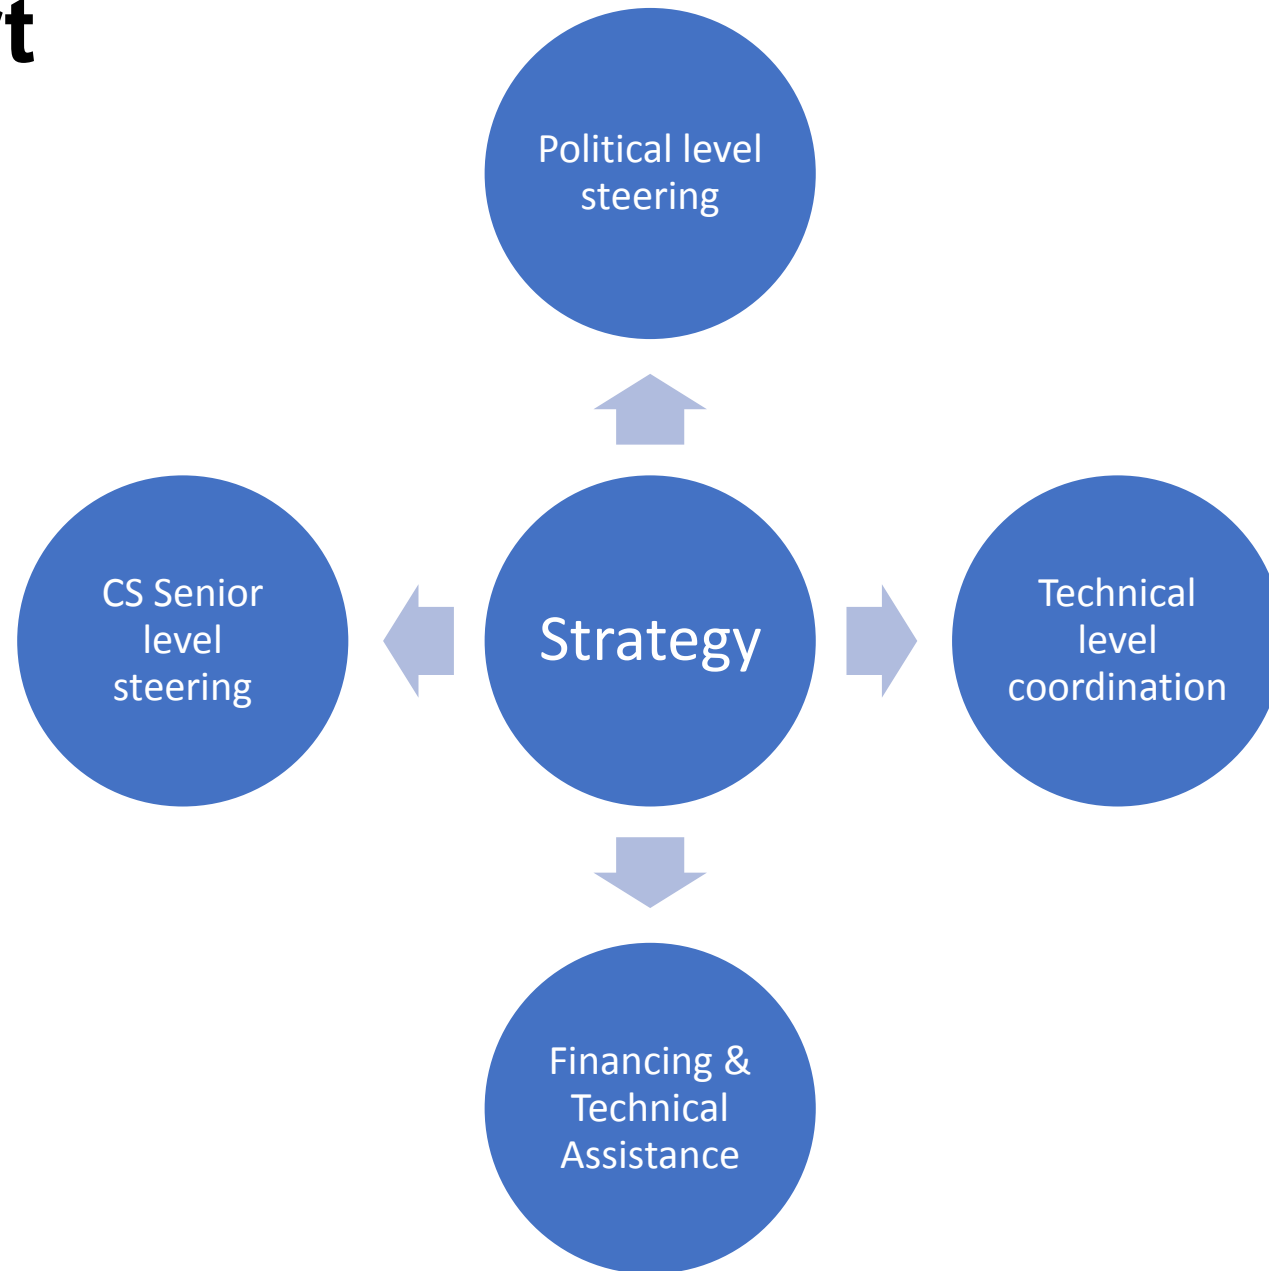 Political level
steering
CS Senior
level
steering
Strategy
Technical
level
coordination
Financing &
Technical
Assistance